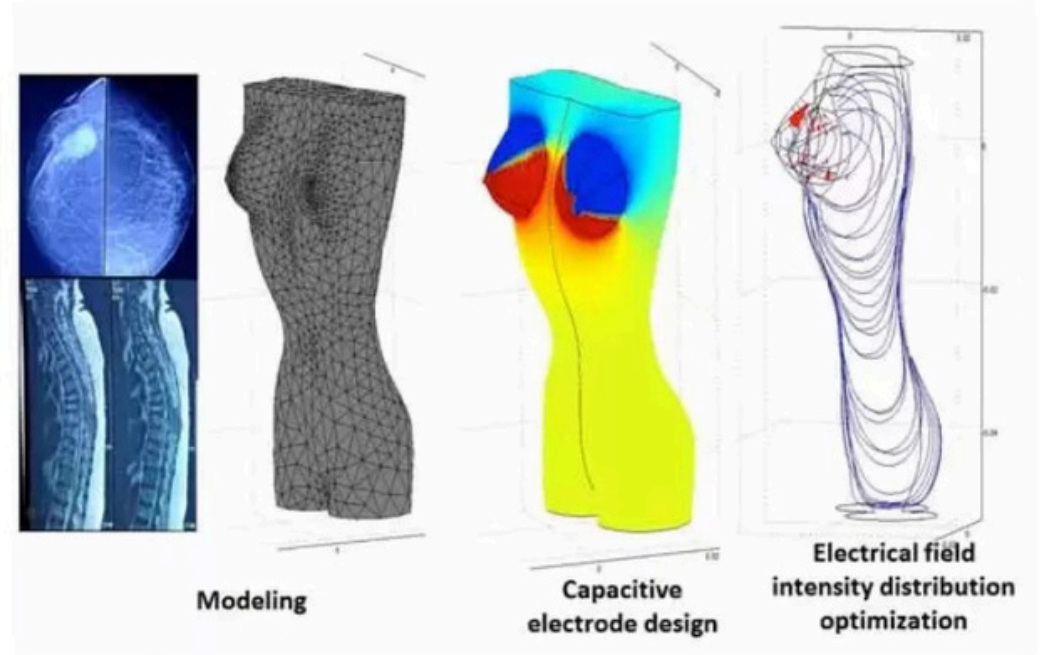 Modeling
Capacitive
electrode design
Electrical field
intensity distribution
optimization